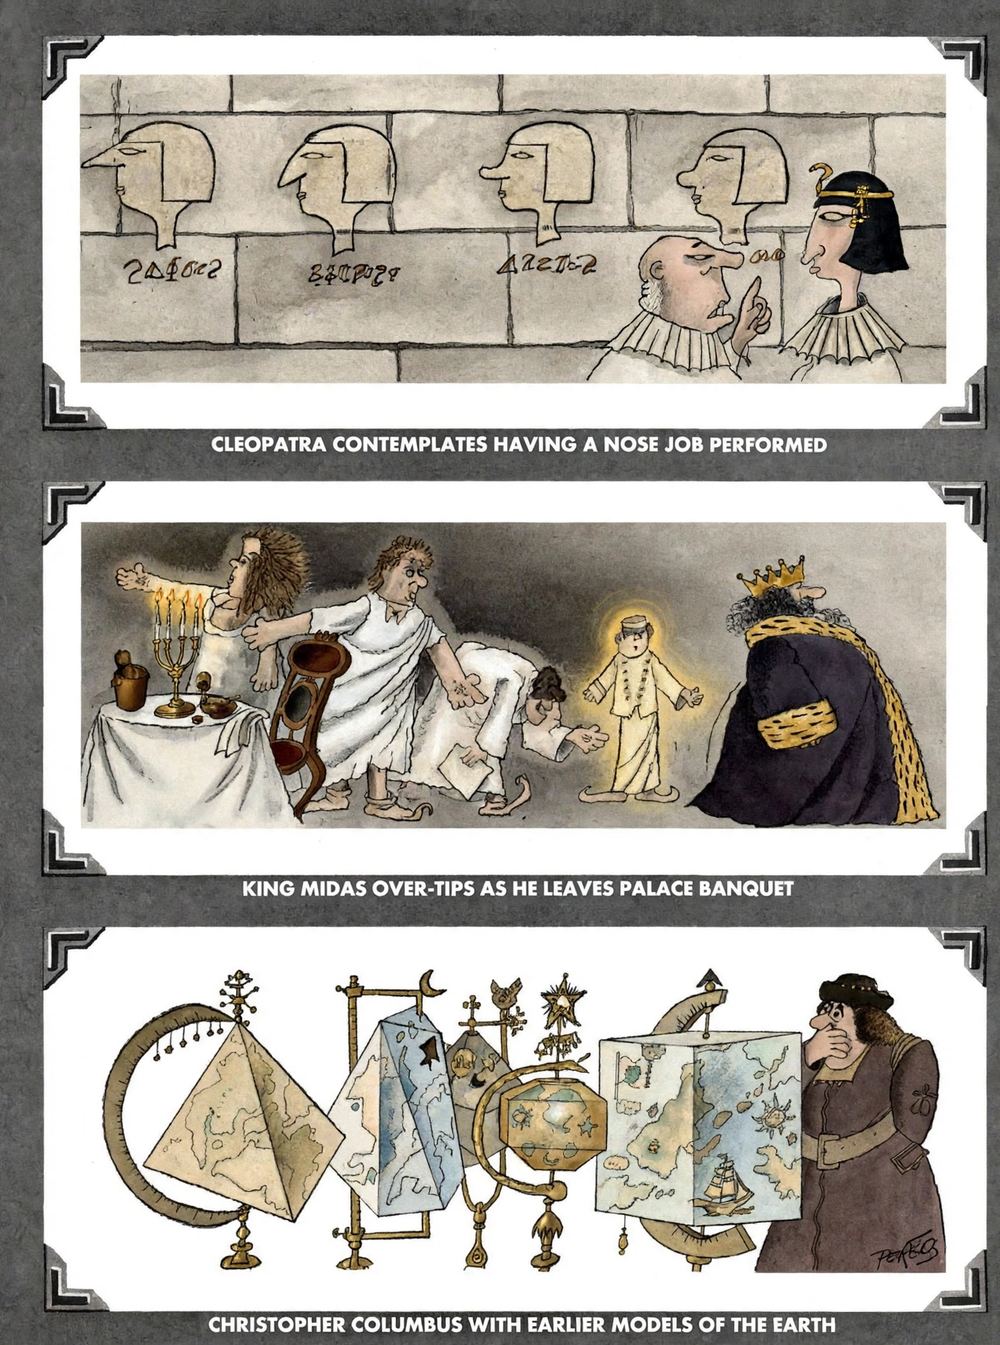 CLEOPATRA CONTEMPLATES HAVING A NOSE JOB PERFORMED
KING MIDAS OVER-TIPS AS HE LEAVES PALACE BANQUET
PEREG
CHRISTOPHER COLUMBUS WITH EARLIER MODELS OF THE EARTH